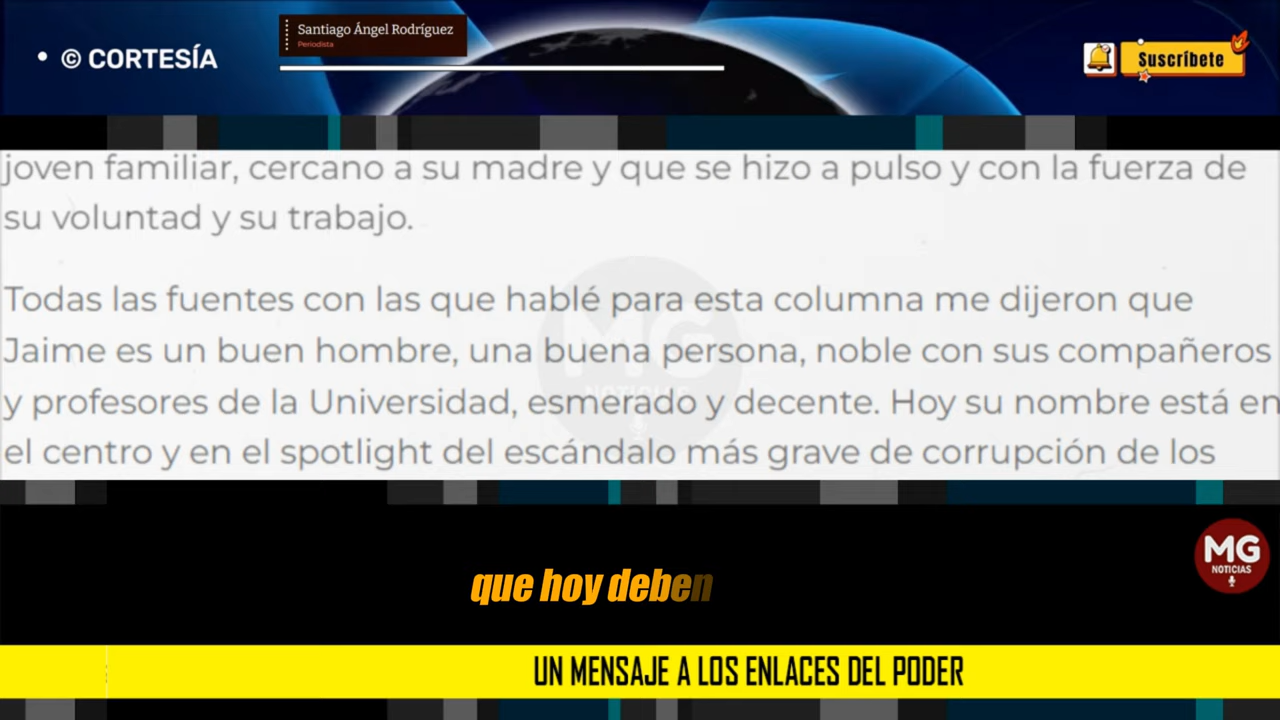 • © CORTESÍA
Santiago Ángel Rodríguez
Periodista
Suscríbete
joven familiar, cercano a su madre y que se hizo a pulso y con la fuerza de
su voluntad y su trabajo.
Todas las fuentes con las que hablé para esta columna me dijeron que
Jaime es un buen hombre, una buena persona, noble con sus compañeros
y profesores de la Universidad, esmerado y decente. Hoy su nombre está en
el centro y en el spotlight del escándalo más grave de corrupción de los
MG
NOTICIAS
que hoy deben
MG
NOTICIAS
UN MENSAJE A LOS ENLACES DEL PODER